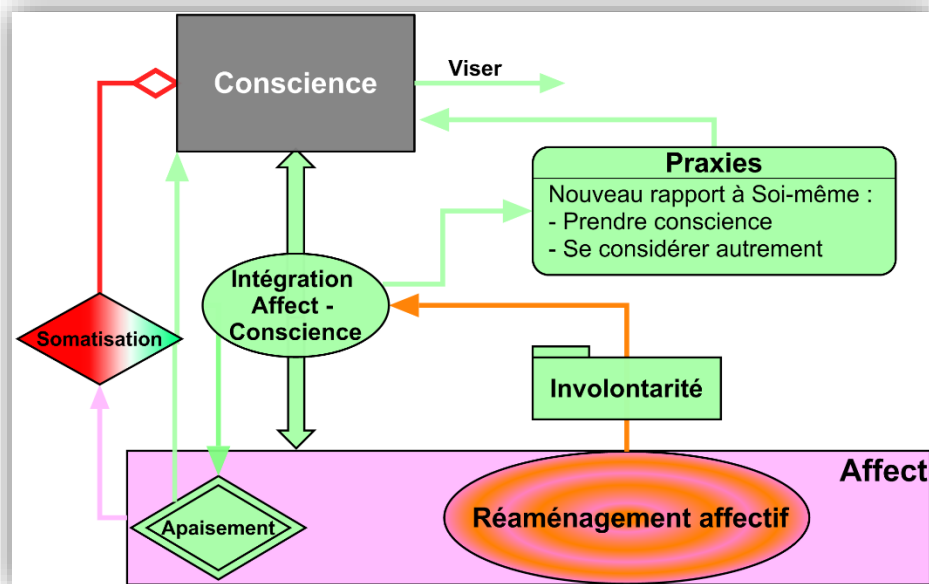 Conscience
Viser
Praxies
Nouveau rapport à Soi-même :
- Prendre conscience
- Se considérer autrement
Intégration
Affect -
Conscience
Somatisation
Involontarité
Affect
Apaisement
Réaménagement affectif